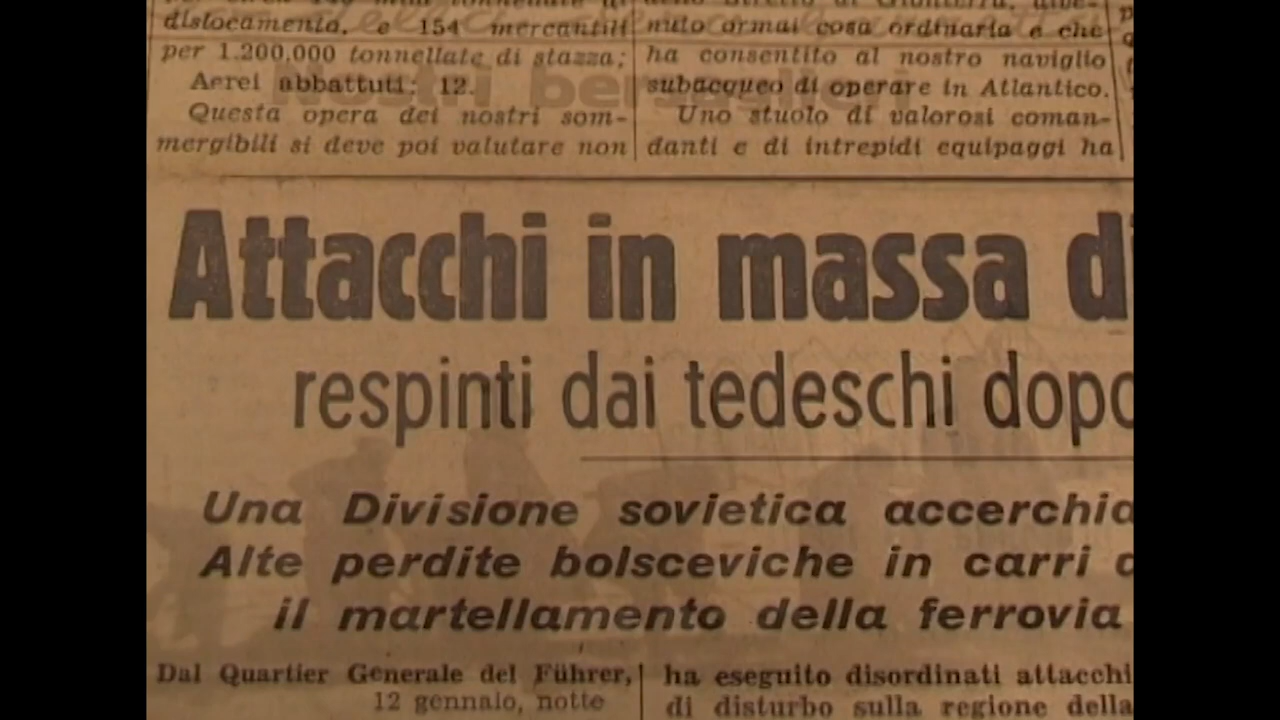 dislocamento, e 154 mercantili
per 1.200.000 tonnellate di stazza;
Aerei abbattuti: 12.
Questa opera dei nostri som-
mergibili si deve poi valutare non
nuto ormai cosa ordinaria e che
ha consentito al nostro naviglio
subacqueo di operare in Atlantico.
Uno stuolo di valorosi coman-
danti e di intrepidi equipaggi ha
Attacchi in massa di
respinti dai tedeschi dopo
Una Divisione sovietica accerchia
Alte perdite bolsceviche in carri
il martellamento della ferrovia
Dal Quartier Generale del Führer,
12 gennaio, notte
ha eseguito disordinati attacchi
di disturbo sulla regione della